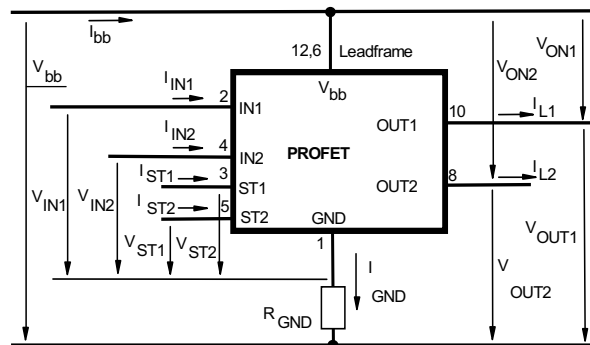 I bb
12,6 Leadframe
V bb
V ON1
V ON2
V bb
I IN1
2
IN1
10
I L1
OUT1
I IN2
4
IN2
PROFET
I ST1
3
ST1
8
I L2
OUT2
V IN1
V IN2
I ST2
5
ST2
GND
V ST1
V ST2
1
V OUT1
I GND
V OUT2
R GND